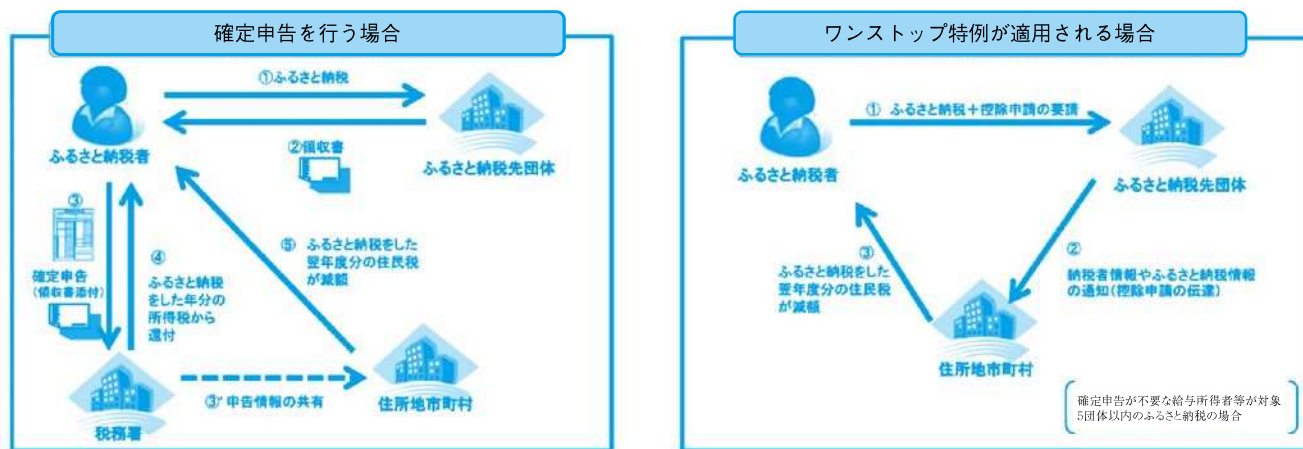 確定申告を行う場合
①ふるさと納税
ふるさと納税者
②領収書
ふるさと納税先団体
③
確定申告
(領収書添付)
④
ふるさと納税
をした年分の
所得税から
還付
⑤ ふるさと納税をした
翌年度分の住民税
が減額
税務署
③’申告情報の共有
住所地市町村
ワンストップ特例が適用される場合
① ふるさと納税+控除申請の要請
ふるさと納税者
ふるさと納税先団体
②
納税者情報やふるさと納税情報
の通知(控除申請の伝達)
③
ふるさと納税をした
翌年度分の住民税
が減額
住所地市町村
確定申告が不要な給与所得者等が対象
5団体以内のふるさと納税の場合